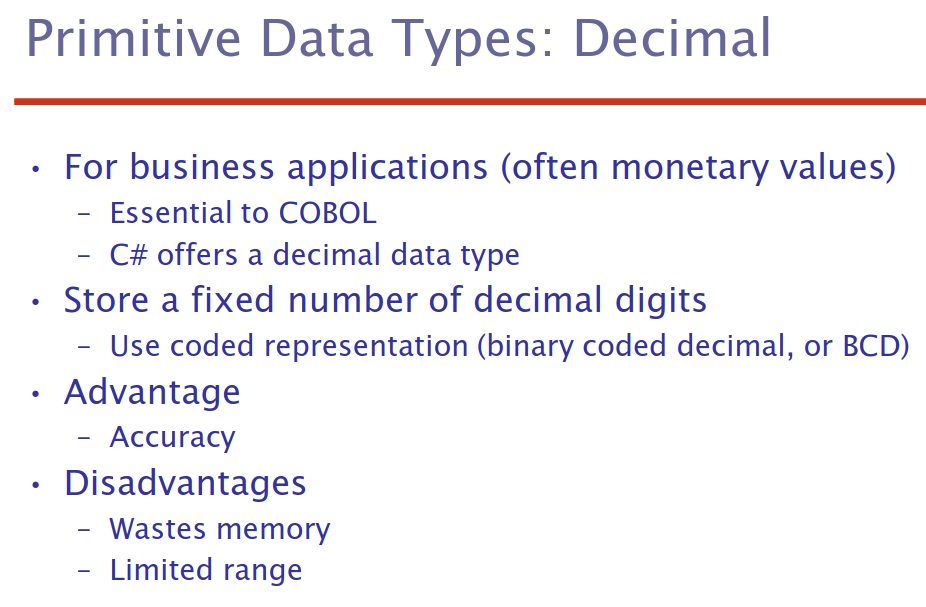 Primitive Data Types: Decimal
• For business applications (often monetary values)
– Essential to COBOL
– C# offers a decimal data type
• Store a fixed number of decimal digits
– Use coded representation (binary coded decimal, or BCD)
• Advantage
– Accuracy
• Disadvantages
– Wastes memory
– Limited range